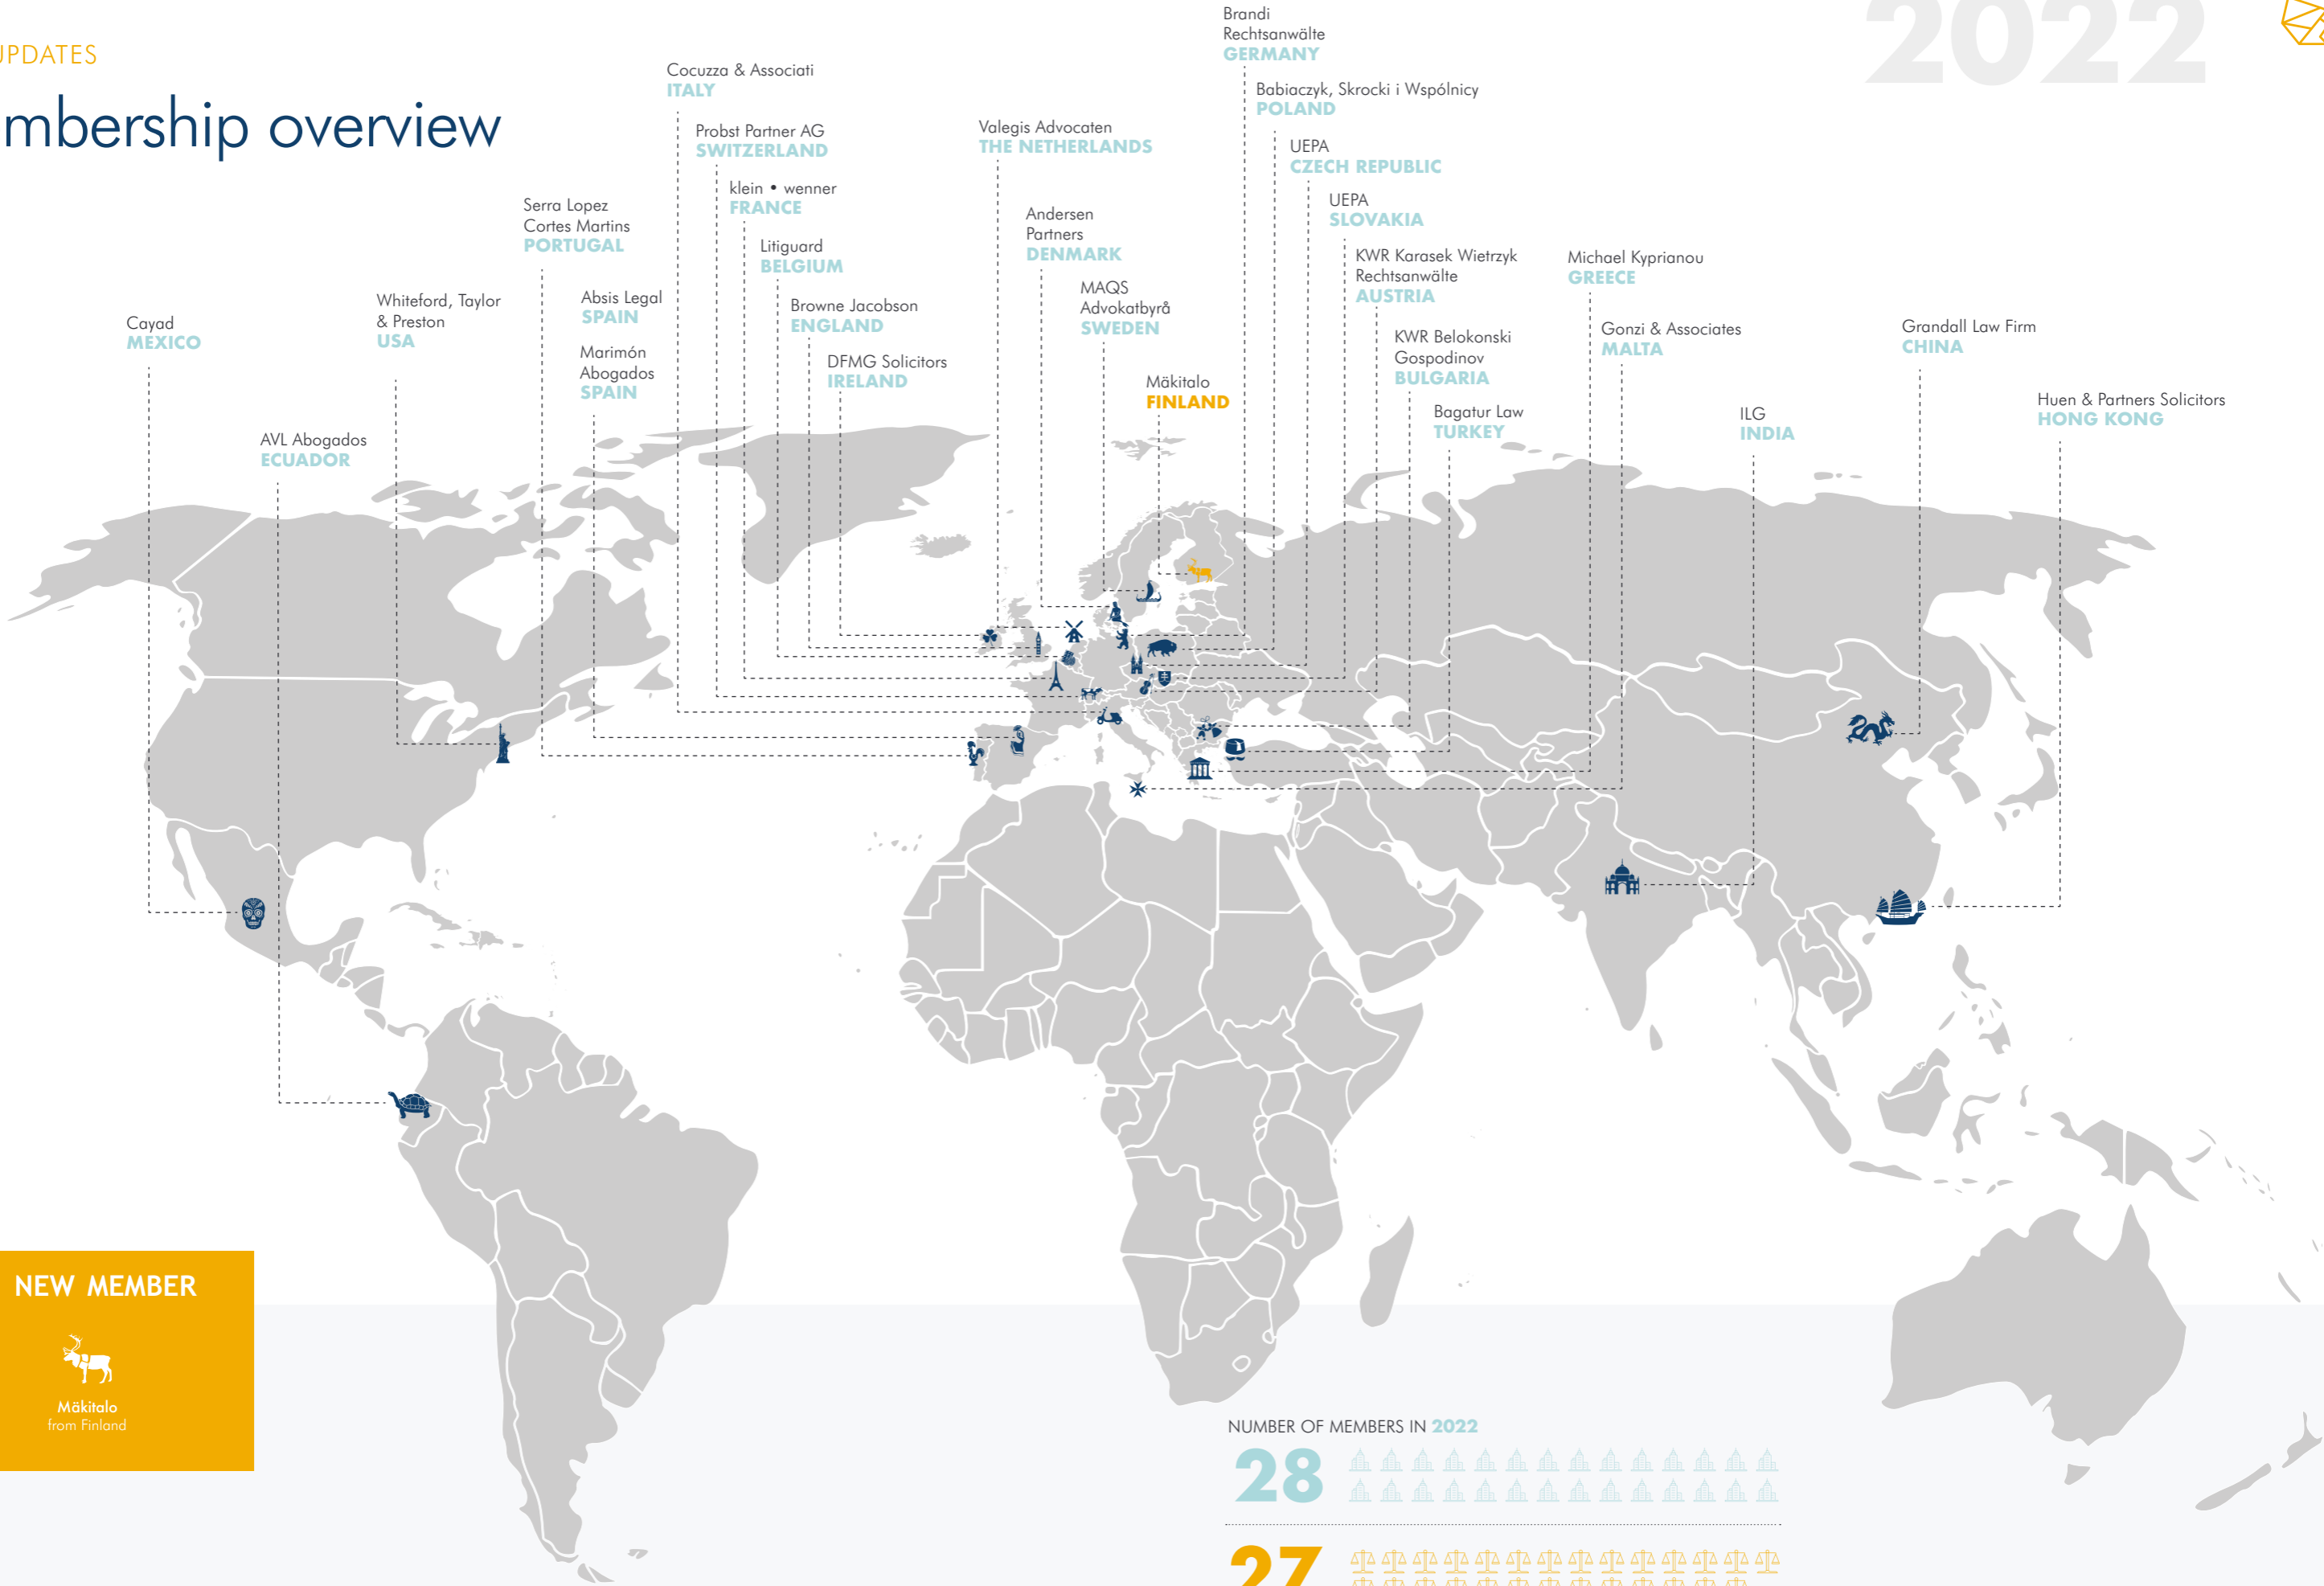 UPDATES
mbership overview
2022
Cayad
MEXICO
AVL Abogados
ECUADOR
Whiteford, Taylor
& Preston
USA
Serra Lopez
Cortes Martins
PORTUGAL
Absis Legal
SPAIN
Marimón
Abogados
SPAIN
Cocuzza & Associati
ITALY
Probst Partner AG
SWITZERLAND
klein • wenner
FRANCE
Litiguard
BELGIUM
Browne Jacobson
ENGLAND
DFMG Solicitors
IRELAND
Valegis Advocaten
THE NETHERLANDS
Andersen
Partners
DENMARK
MAQS
Advokatbyrå
SWEDEN
Mäkitalo
FINLAND
Brandi
Rechtsanwälte
GERMANY
Babiaczyk, Skrocki i Wspólnicy
POLAND
UEPA
CZECH REPUBLIC
UEPA
SLOVAKIA
KWR Karasek Wietrzyk
Rechtsanwälte
AUSTRIA
KWR Belokonski
Gospodinov
BULGARIA
Bagatur Law
TURKEY
Michael Kyprianou
GREECE
Gonzi & Associates
MALTA
ILG
INDIA
Grandall Law Firm
CHINA
Huen & Partners Solicitors
HONG KONG
NEW MEMBER
Mäkitalo
from Finland
NUMBER OF MEMBERS IN 2022
28
27